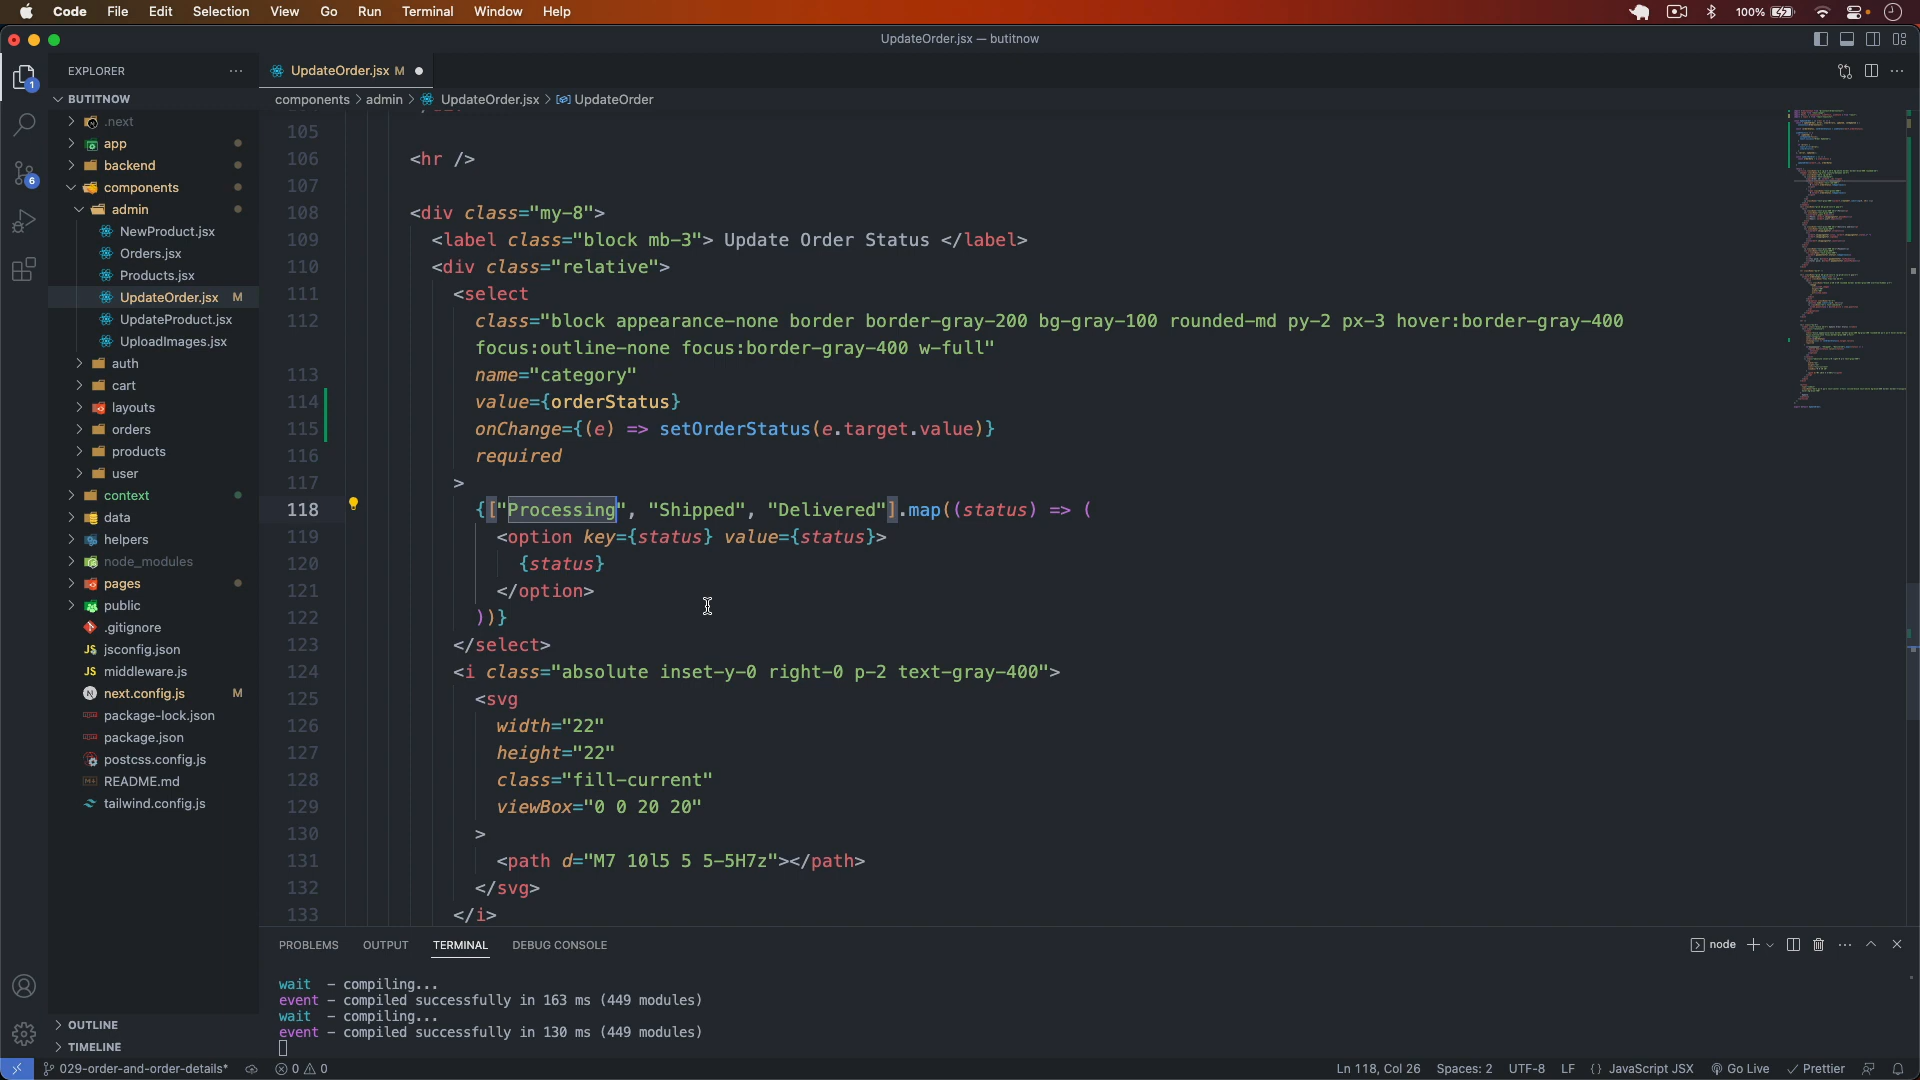 Code File Edit Selection View Go Run Terminal Window Help 100%
UpdateOrder.jsx — butitnow
EXPLORER
UpdateOrder.jsx M
BUTITNOW
components > admin > UpdateOrder.jsx > UpdateOrder
.next
app
backend
components
admin
NewProduct.jsx
Orders.jsx
Products.jsx
UpdateOrder.jsx M
UpdateProduct.jsx
UploadImages.jsx
auth
cart
layouts
orders
products
user
context
data
helpers
node_modules
pages
public
.gitignore
jsconfig.json
middleware.js
next.config.js M
package-lock.json
package.json
postcss.config.js
README.md
tailwind.config.js
OUTLINE
TIMELINE
105
106 <hr />
107
108 <div class="my-8">
109 <label class="block mb-3"> Update Order Status </label>
110 <div class="relative">
111 <select
112 class="block appearance-none border border-gray-200 bg-gray-100 rounded-md py-2 px-3 hover:border-gray-400
focus:outline-none focus:border-gray-400 w-full"
113 name="category"
114 value={orderStatus}
115 onChange={(e) => setOrderStatus(e.target.value)}
116 required
117 >
118 {["Processing", "Shipped", "Delivered"].map((status) => (
119 <option key={status} value={status}>
120 {status}
121 </option>
122 ))}
123 </select>
124 <i class="absolute inset-y-0 right-0 p-2 text-gray-400">
125 <svg
126 width="22"
127 height="22"
128 class="fill-current"
129 viewBox="0 0 20 20"
130 >
131 <path d="M7 10l5 5 5-5H7z"></path>
132 </svg>
133 </i>
PROBLEMS OUTPUT TERMINAL DEBUG CONSOLE node
wait - compiling...
event - compiled successfully in 163 ms (449 modules)
wait - compiling...
event - compiled successfully in 130 ms (449 modules)
029-order-and-order-details* 0 0 Ln 118, Col 26 Spaces: 2 UTF-8 LF {} JavaScript JSX Go Live Prettier